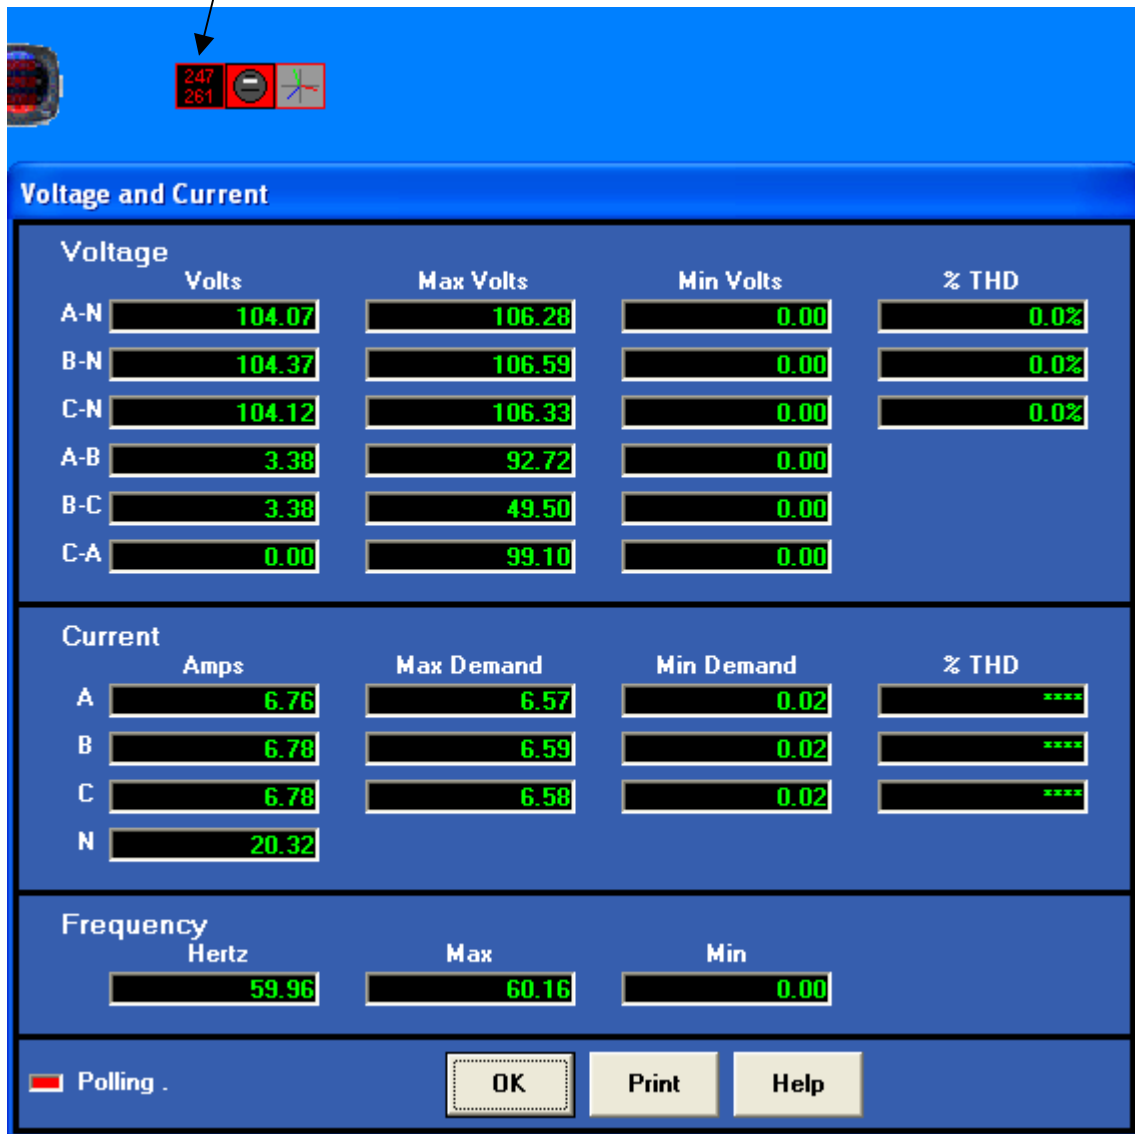 247
261
Voltage and Current
Voltage
Volts Max Volts Min Volts % THD
A-N 104.07 106.28 0.00 0.0%
B-N 104.37 106.59 0.00 0.0%
C-N 104.12 106.33 0.00 0.0%
A-B 3.38 92.72 0.00
B-C 3.38 49.50 0.00
C-A 0.00 99.10 0.00
Current
Amps Max Demand Min Demand % THD
A 6.76 6.57 0.02 ****
B 6.78 6.59 0.02 ****
C 6.78 6.58 0.02 ****
N 20.32
Frequency
Hertz Max Min
59.96 60.16 0.00
Polling . OK Print Help